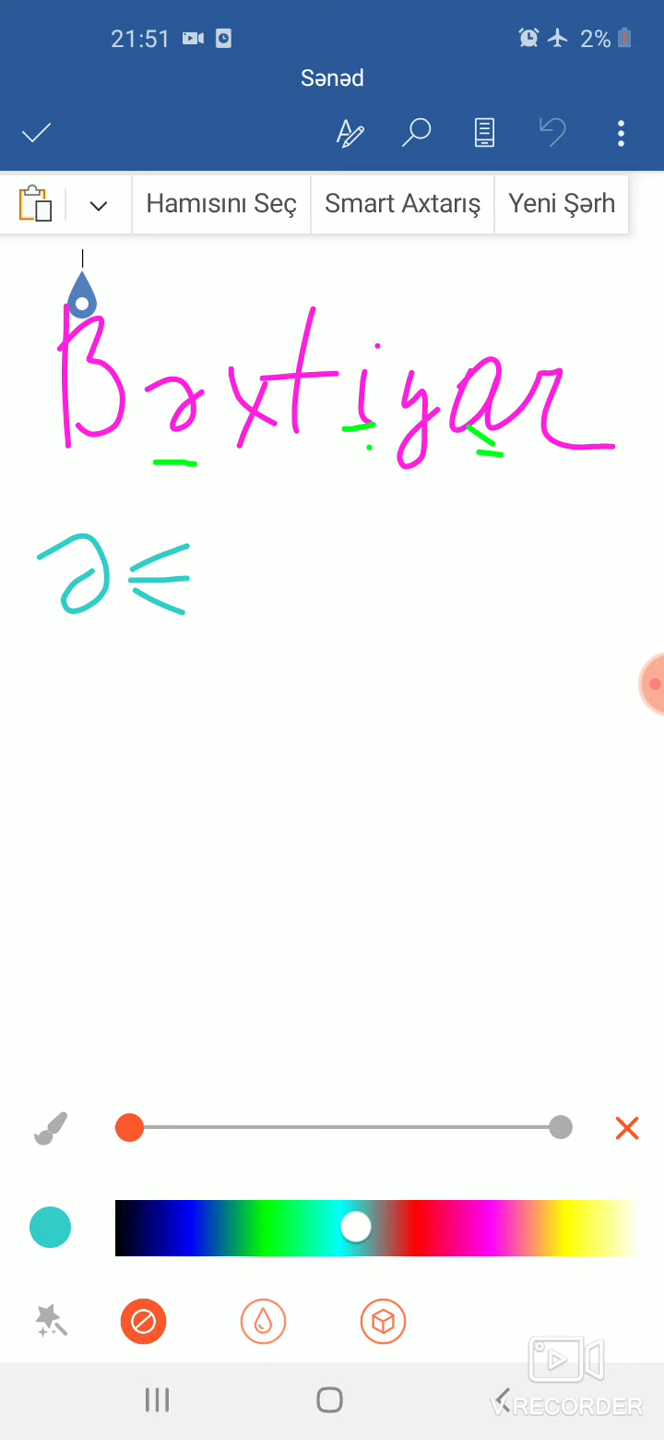 21:51 2%
Sənəd
Hamısını Seç Smart Axtarış Yeni Şərh
Bəxtiyar
ə
V RECORDER